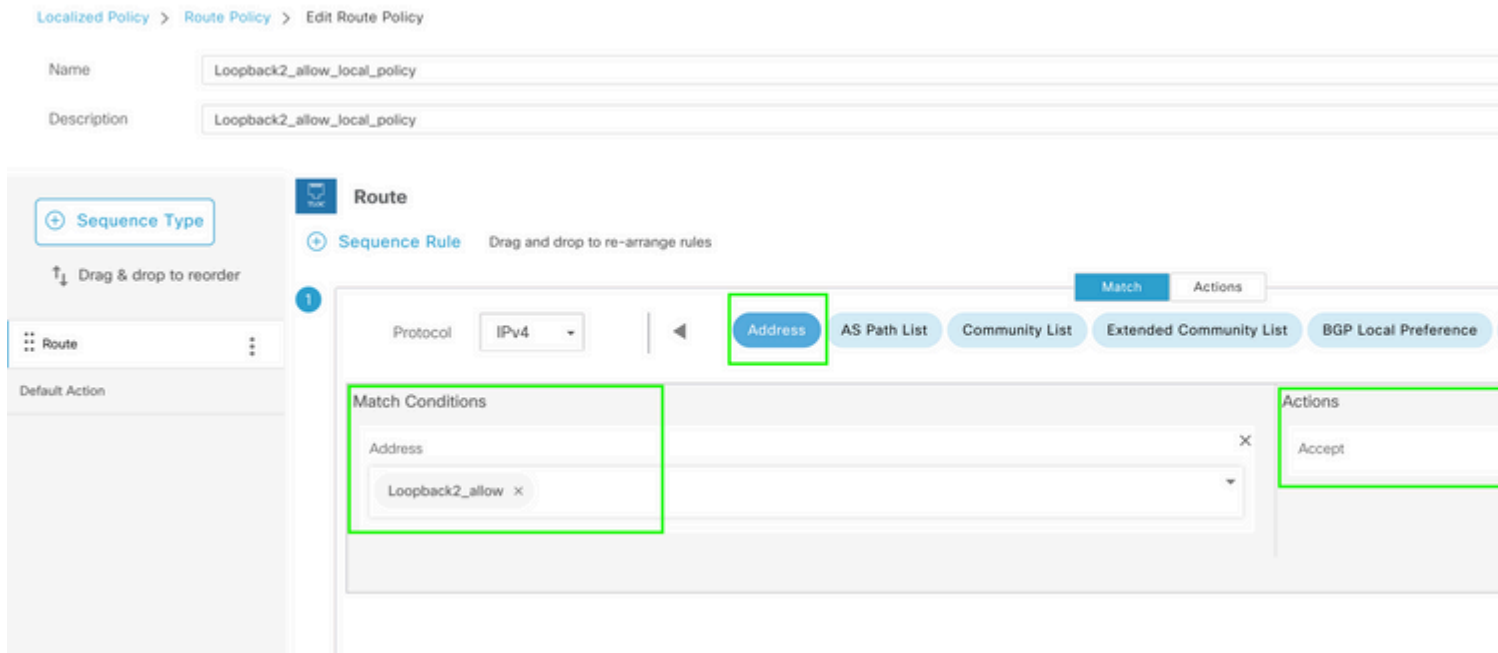 Localized Policy > Route Policy > Edit Route Policy
Name Loopback2_allow_local_policy
Description Loopback2_allow_local_policy
Sequence Type
Drag & drop to reorder
Route
Default Action
Route
Sequence Rule Drag and drop to re-arrange rules
1
Match Actions
Protocol IPv4 Address AS Path List Community List Extended Community List BGP Local Preference
Match Conditions
Address
Loopback2_allow ×
Actions
Accept